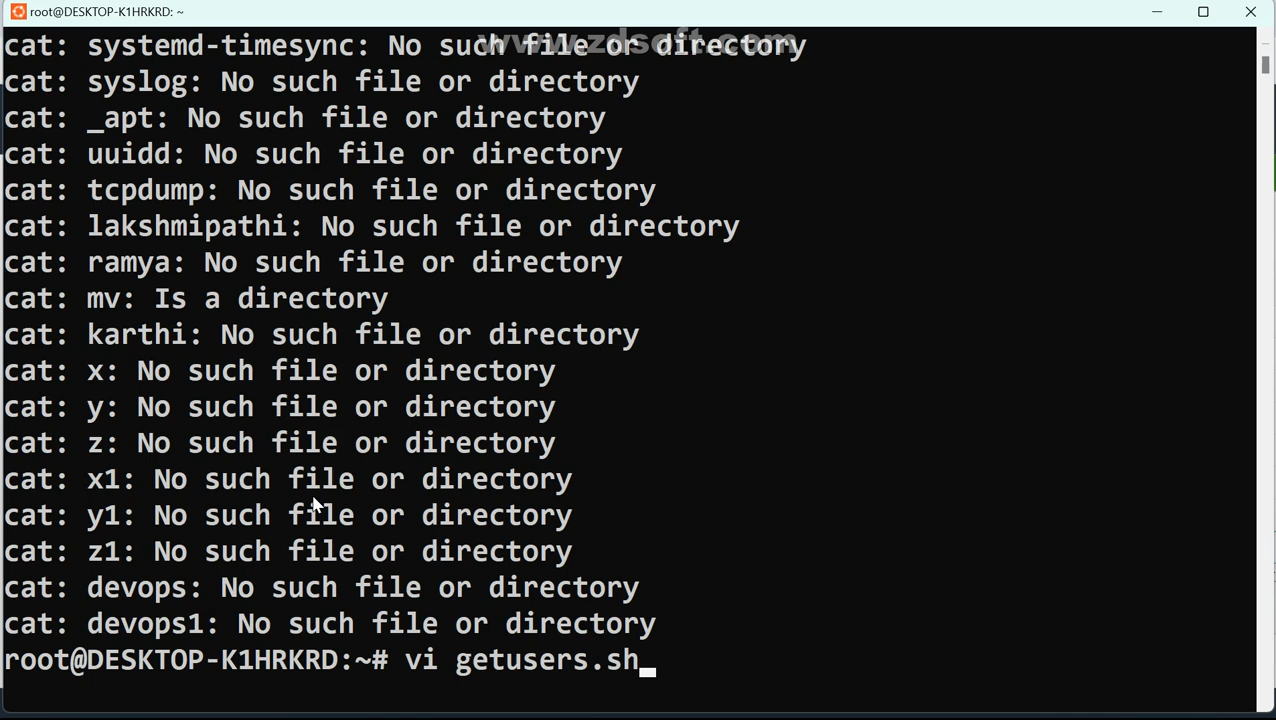 root@DESKTOP-K1HRKRD: ~
www.zdsoft.com
cat: systemd-timesync: No such file or directory
cat: syslog: No such file or directory
cat: _apt: No such file or directory
cat: uuidd: No such file or directory
cat: tcpdump: No such file or directory
cat: lakshmipathi: No such file or directory
cat: ramya: No such file or directory
cat: mv: Is a directory
cat: karthi: No such file or directory
cat: x: No such file or directory
cat: y: No such file or directory
cat: z: No such file or directory
cat: x1: No such file or directory
cat: y1: No such file or directory
cat: z1: No such file or directory
cat: devops: No such file or directory
cat: devops1: No such file or directory
root@DESKTOP-K1HRKRD:~# vi getusers.sh